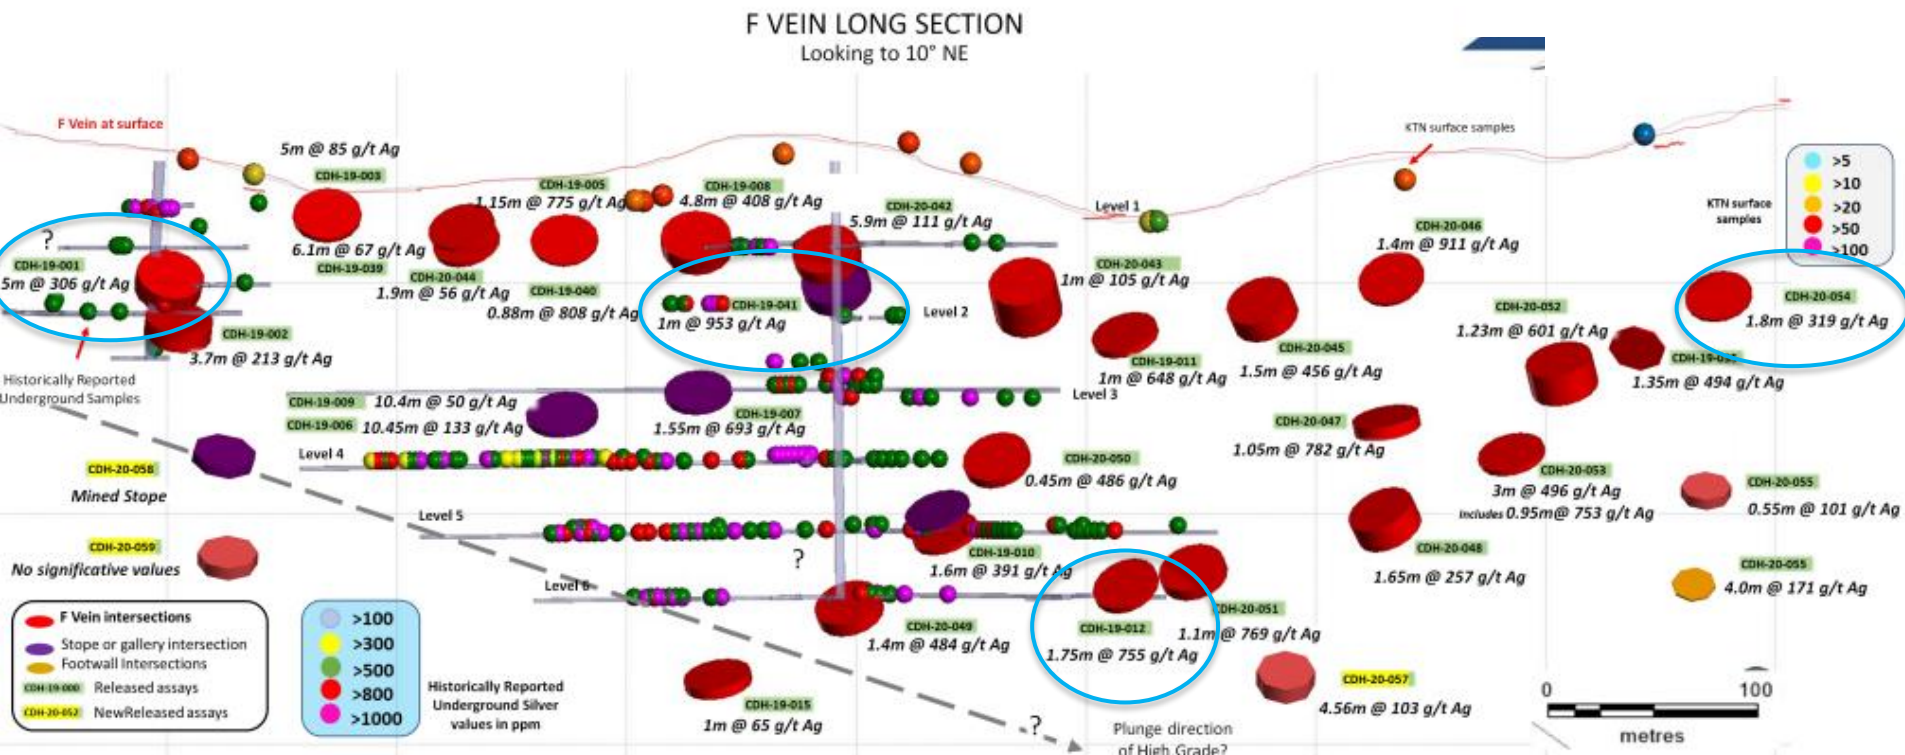 F VEIN LONG SECTION
Looking to 10° NE
F Vein at surface
5m @ 85 g/t Ag
CDH-19-003
6.1m @ 67 g/t Ag
CDH-19-039
CDH-19-005
1.15m @ 775 g/t Ag
CDH-19-008
4.8m @ 408 g/t Ag
CDH-20-042
5.9m @ 111 g/t Ag
Level 1
KTN surface samples
CDH-20-046
1.4m @ 911 g/t Ag
KTN surface
samples
>5
>10
>20
>50
>100
?
CDH-19-001
5m @ 306 g/t Ag
CDH-19-002
3.7m @ 213 g/t Ag
CDH-20-044
1.9m @ 56 g/t Ag
CDH-19-040
0.88m @ 808 g/t Ag
CDH-19-041
1m @ 953 g/t Ag
Level 2
CDH-20-043
1m @ 105 g/t Ag
CDH-19-011
1m @ 648 g/t Ag
CDH-20-045
1.5m @ 456 g/t Ag
CDH-20-052
1.23m @ 601 g/t Ag
CDH-20-054
1.8m @ 319 g/t Ag
1.35m @ 494 g/t Ag
Historically Reported
Underground Samples
CDH-19-009 10.4m @ 50 g/t Ag
CDH-19-006 10.45m @ 133 g/t Ag
CDH-19-007
1.55m @ 693 g/t Ag
Level 3
CDH-20-047
1.05m @ 782 g/t Ag
Level 4
CDH-20-058
Mined Stope
CDH-20-050
0.45m @ 486 g/t Ag
CDH-20-053
3m @ 496 g/t Ag
Includes 0.95m@ 753 g/t Ag
CDH-20-055
0.55m @ 101 g/t Ag
Level 5
CDH-20-059
No significative values
?
CDH-19-010
1.6m @ 391 g/t Ag
CDH-20-048
1.65m @ 257 g/t Ag
CDH-20-055
4.0m @ 171 g/t Ag
Level 6
CDH-20-049
1.4m @ 484 g/t Ag
CDH-19-012
1.75m @ 755 g/t Ag
CDH-20-051
1.1m @ 769 g/t Ag
CDH-19-015
1m @ 65 g/t Ag
CDH-20-057
4.56m @ 103 g/t Ag
F Vein intersections
Stope or gallery intersection
Footwall Intersections
CDH-19-000 Released assays
CDH-20-052 NewReleased assays
>100
>300
>500
>800
>1000
Historically Reported
Underground Silver
values in ppm
?
Plunge direction
of High Grade?
0 100
metres